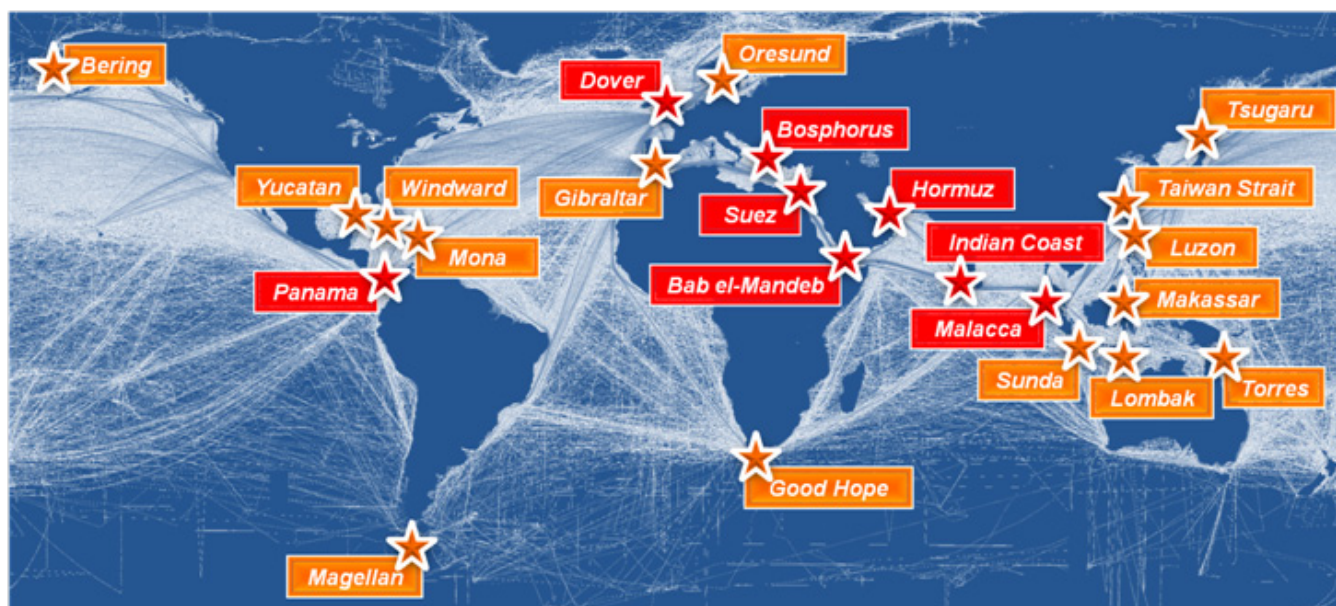 Bering
Oresund
Dover
Tsugaru
Bosphorus
Yucatan
Windward
Gibraltar
Hormuz
Taiwan Strait
Suez
Indian Coast
Luzon
Mona
Panama
Bab el-Mandeb
Makassar
Malacca
Sunda
Lombak
Torres
Good Hope
Magellan